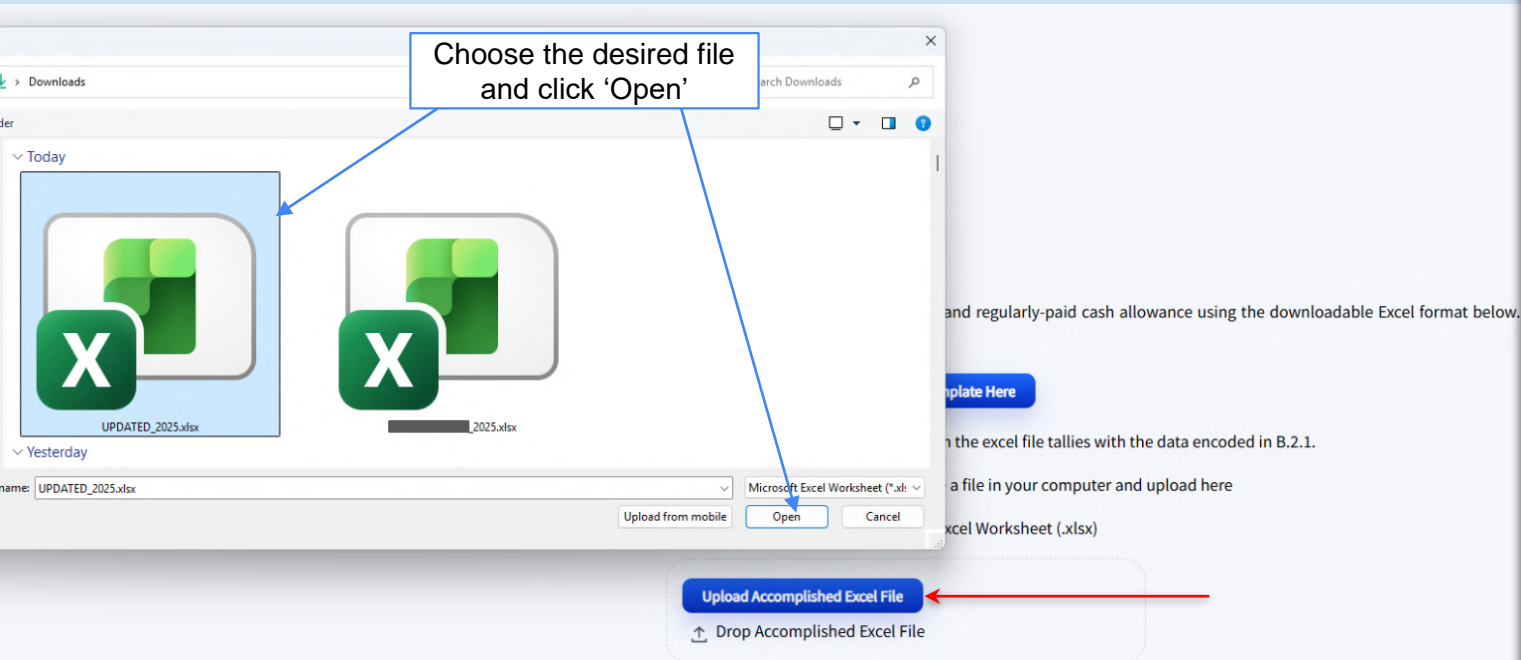 Choose the desired file
and click ‘Open’
> Downloads
arch Downloads
Today
UPDATED_2025.xlsx
_2025.xlsx
Yesterday
name: UPDATED_2025.xlsx
Microsoft Excel Worksheet (*.xl
Upload from mobile
Open
Cancel
and regularly-paid cash allowance using the downloadable Excel format below.
plate Here
the excel file tallies with the data encoded in B.2.1.
a file in your computer and upload here
xcel Worksheet (.xlsx)
Upload Accomplished Excel File
Drop Accomplished Excel File